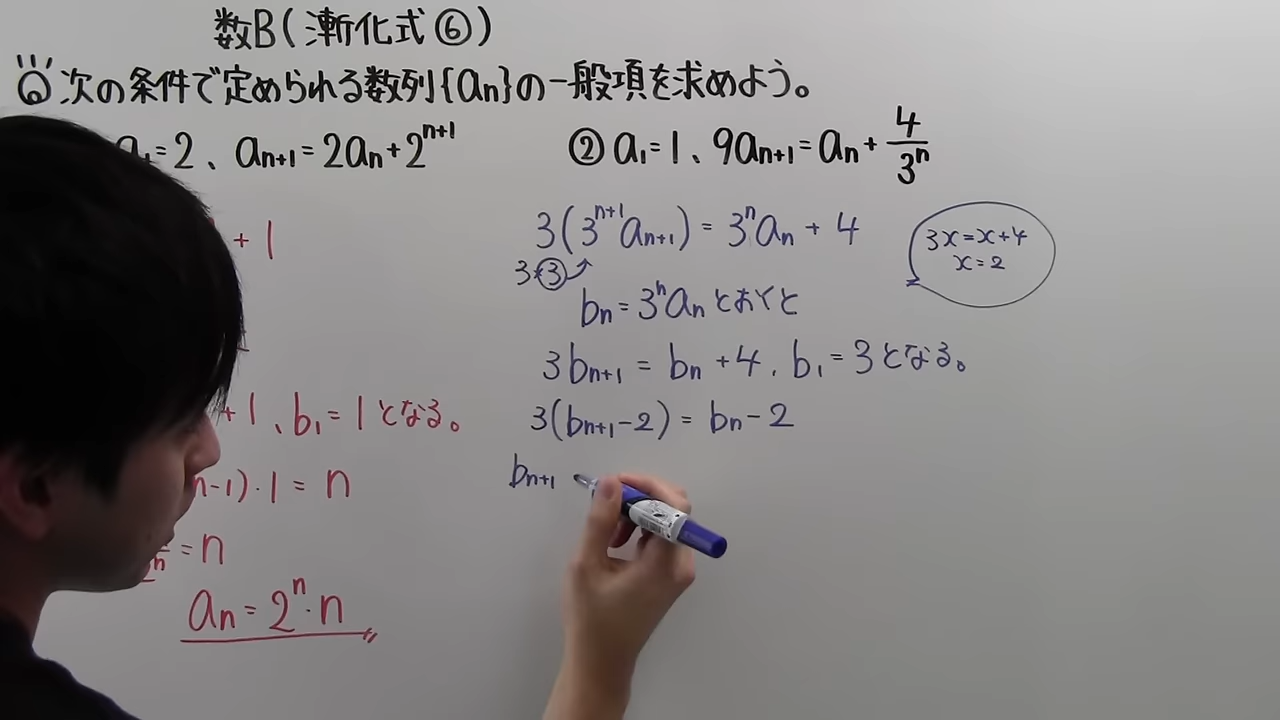 数B(漸化式⑥)
Q 次の条件で定められる数列{an}の一般項を求めよう。
a₁=2、an+1=2an+2^{n+1}
+1
+1、b₁=1となる。
n-1)·1=n
=n
an=2^n·n
②a₁=1、9an+1=an+4/3^n
3(3^{n+1}an+1)=3^n an+4
3×3
3x=x+4
x=2
bn=3^n anとおくと
3bn+1=bn+4、b₁=3となる。
3(bn+1-2)=bn-2
bn+1